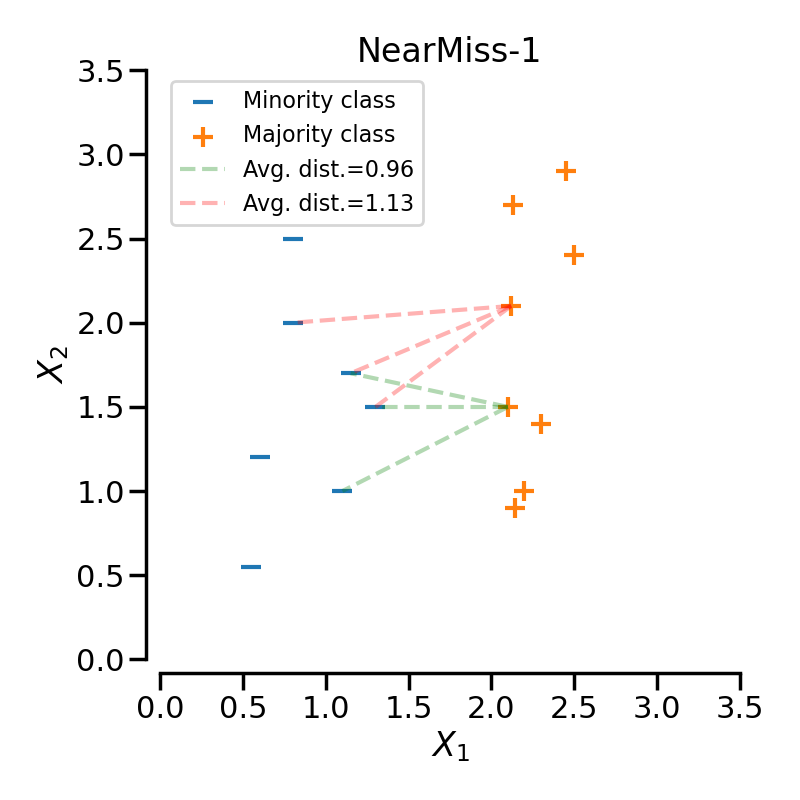 NearMiss-1
Minority class
Majority class
Avg. dist.=0.96
Avg. dist.=1.13
3.5
3.0
2.5
2.0
1.5
1.0
0.5
0.0
X2
0.0 0.5 1.0 1.5 2.0 2.5 3.0 3.5
X1